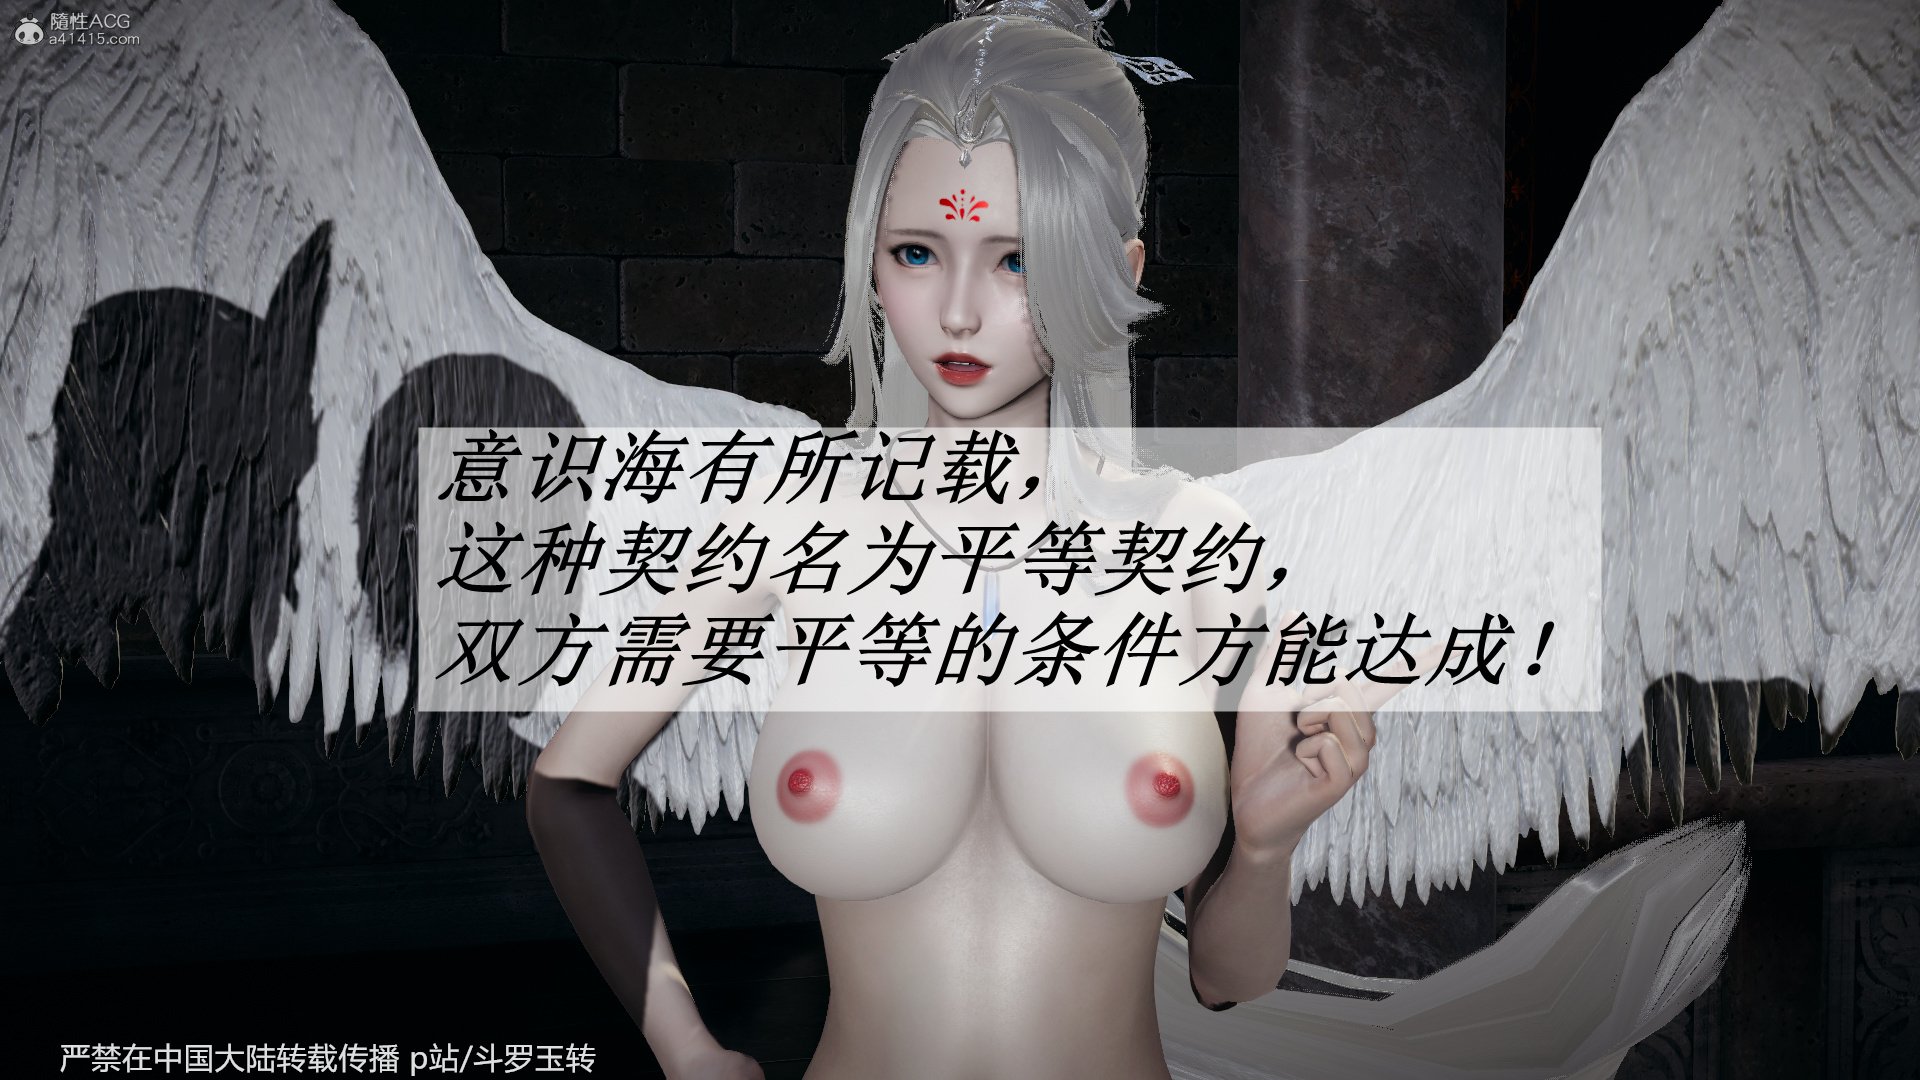 隨性ACG
a41415.com
意识海有所记载，
这种契约名为平等契约，
双方需要平等的条件方能达成！
严禁在中国大陆转载传播 p站/斗罗玉转